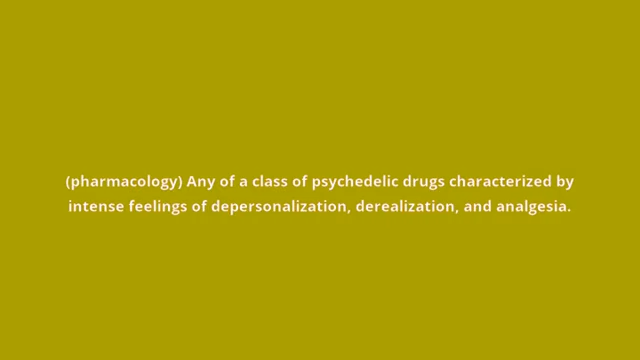 (pharmacology) Any of a class of psychedelic drugs characterized by
intense feelings of depersonalization, derealization, and analgesia.